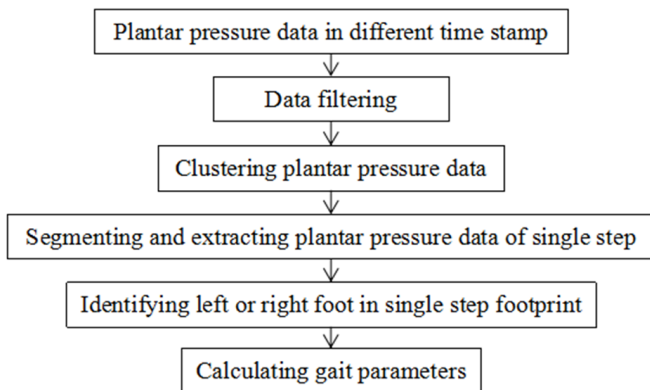 Plantar pressure data in different time stamp
Data filtering
Clustering plantar pressure data
Segmenting and extracting plantar pressure data of single step
Identifying left or right foot in single step footprint
Calculating gait parameters